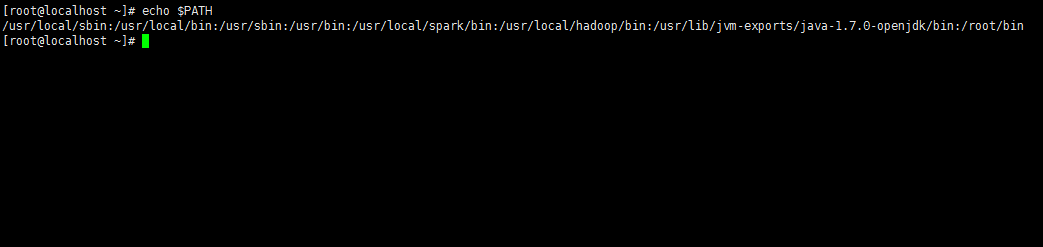 [root@localhost ~]# echo $PATH
/usr/local/sbin:/usr/local/bin:/usr/sbin:/usr/bin:/usr/local/spark/bin:/usr/local/hadoop/bin:/usr/lib/jvm-exports/java-1.7.0-openjdk/bin:/root/bin
[root@localhost ~]#